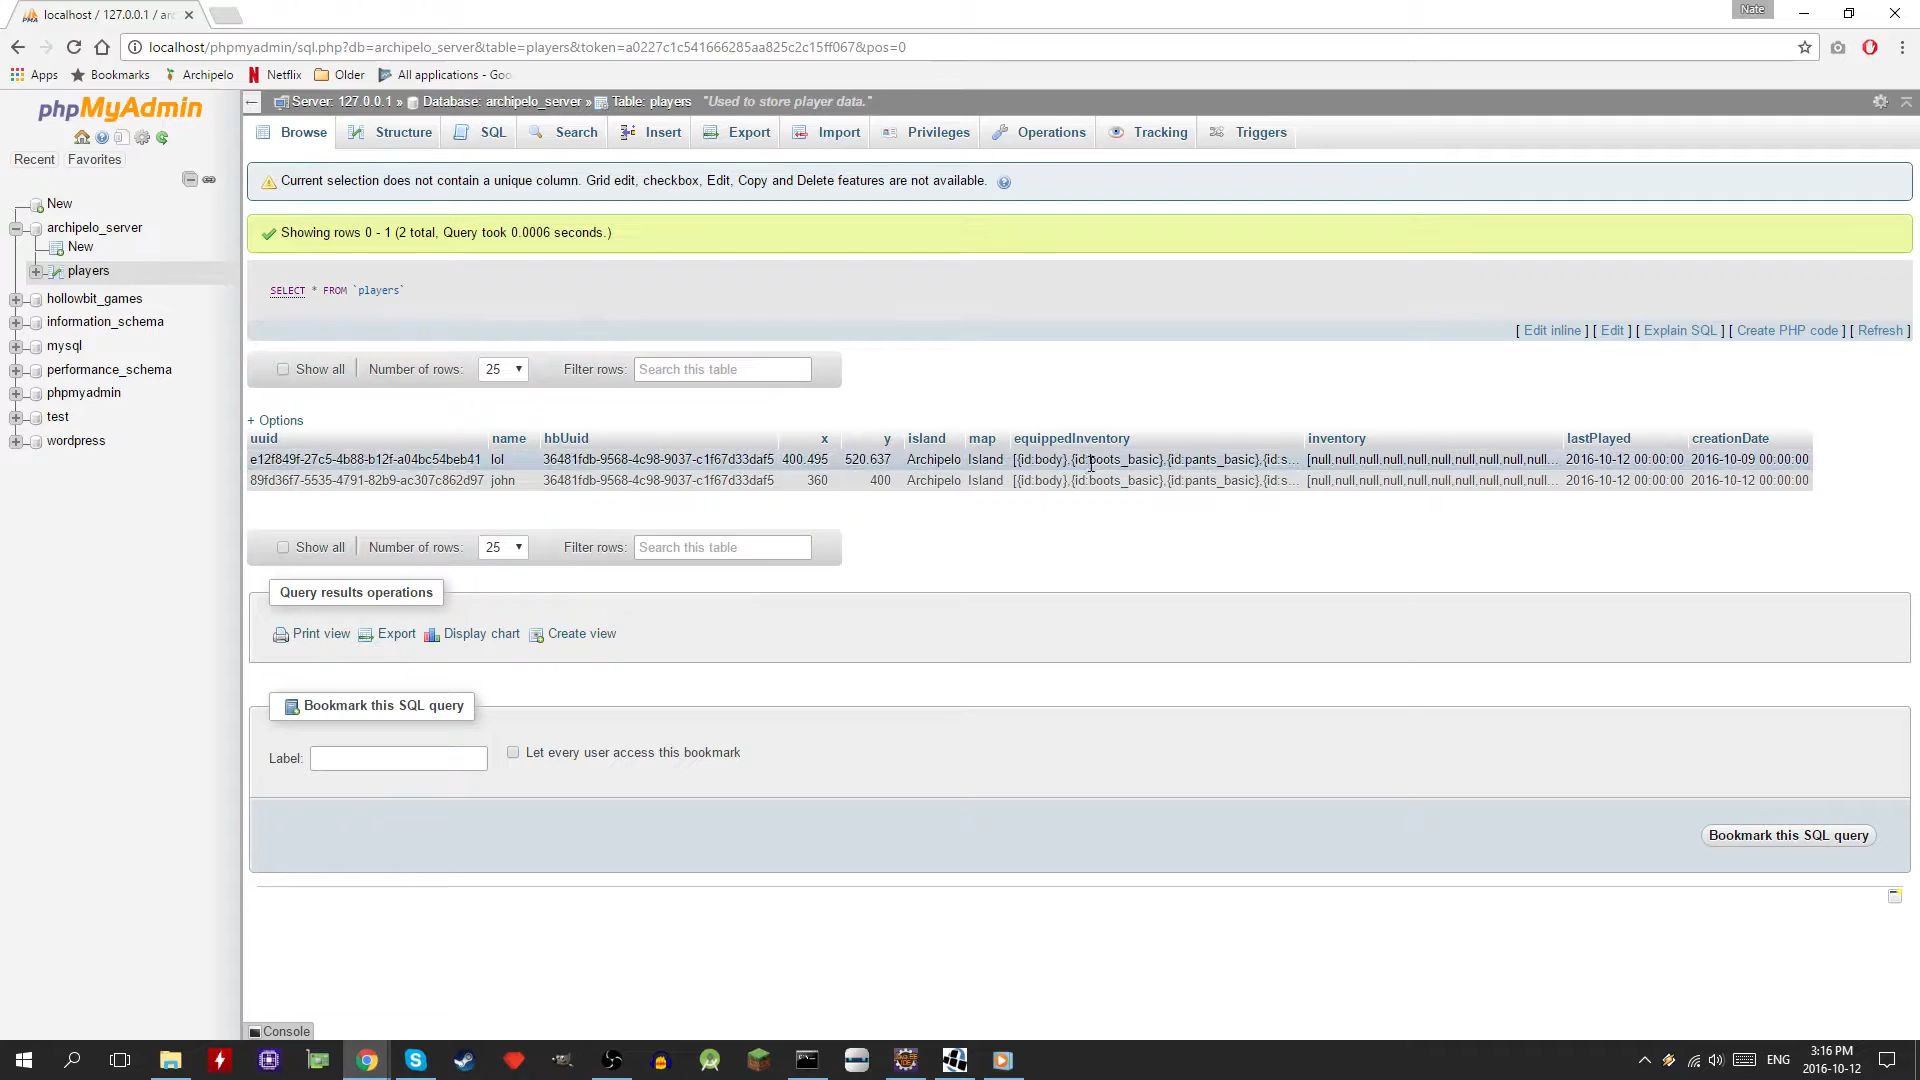 localhost / 127.0.0.1 / arc
Nate
localhost/phpmyadmin/sql.php?db=archipelo_server&table=players&token=a0227c1c541666285aa825c2c15ff067&pos=0
Apps Bookmarks Archipelo Netflix Older All applications - Goo
phpMyAdmin
Server: 127.0.0.1 » Database: archipelo_server » Table: players "Used to store player data."
Browse Structure SQL Search Insert Export Import Privileges Operations Tracking Triggers
Recent Favorites
New
archipelo_server
New
players
hollowbit_games
information_schema
mysql
performance_schema
phpmyadmin
test
wordpress
Current selection does not contain a unique column. Grid edit, checkbox, Edit, Copy and Delete features are not available.
Showing rows 0 - 1 (2 total, Query took 0.0006 seconds.)
SELECT * FROM `players`
[ Edit inline ] [ Edit ] [ Explain SQL ] [ Create PHP code ] [ Refresh ]
Show all Number of rows: 25 Filter rows: Search this table
+ Options
uuid name hbUuid x y island map equippedInventory inventory lastPlayed creationDate
e12f849f-27c5-4b88-b12f-a04bc54beb41 lol 36481fdb-9568-4c98-9037-c1f67d33daf5 400.495 520.637 Archipelo Island [{id:body},{id:boots_basic},{id:pants_basic},{id:s... [null,null,null,null,null,null,null,null,null,null... 2016-10-12 00:00:00 2016-10-09 00:00:00
89fd36f7-5535-4791-82b9-ac307c862d97 john 36481fdb-9568-4c98-9037-c1f67d33daf5 360 400 Archipelo Island [{id:body},{id:boots_basic},{id:pants_basic},{id:s... [null,null,null,null,null,null,null,null,null,null... 2016-10-12 00:00:00 2016-10-12 00:00:00
Show all Number of rows: 25 Filter rows: Search this table
Query results operations
Print view Export Display chart Create view
Bookmark this SQL query
Label: Let every user access this bookmark
Bookmark this SQL query
Console
ENG
3:16 PM
2016-10-12